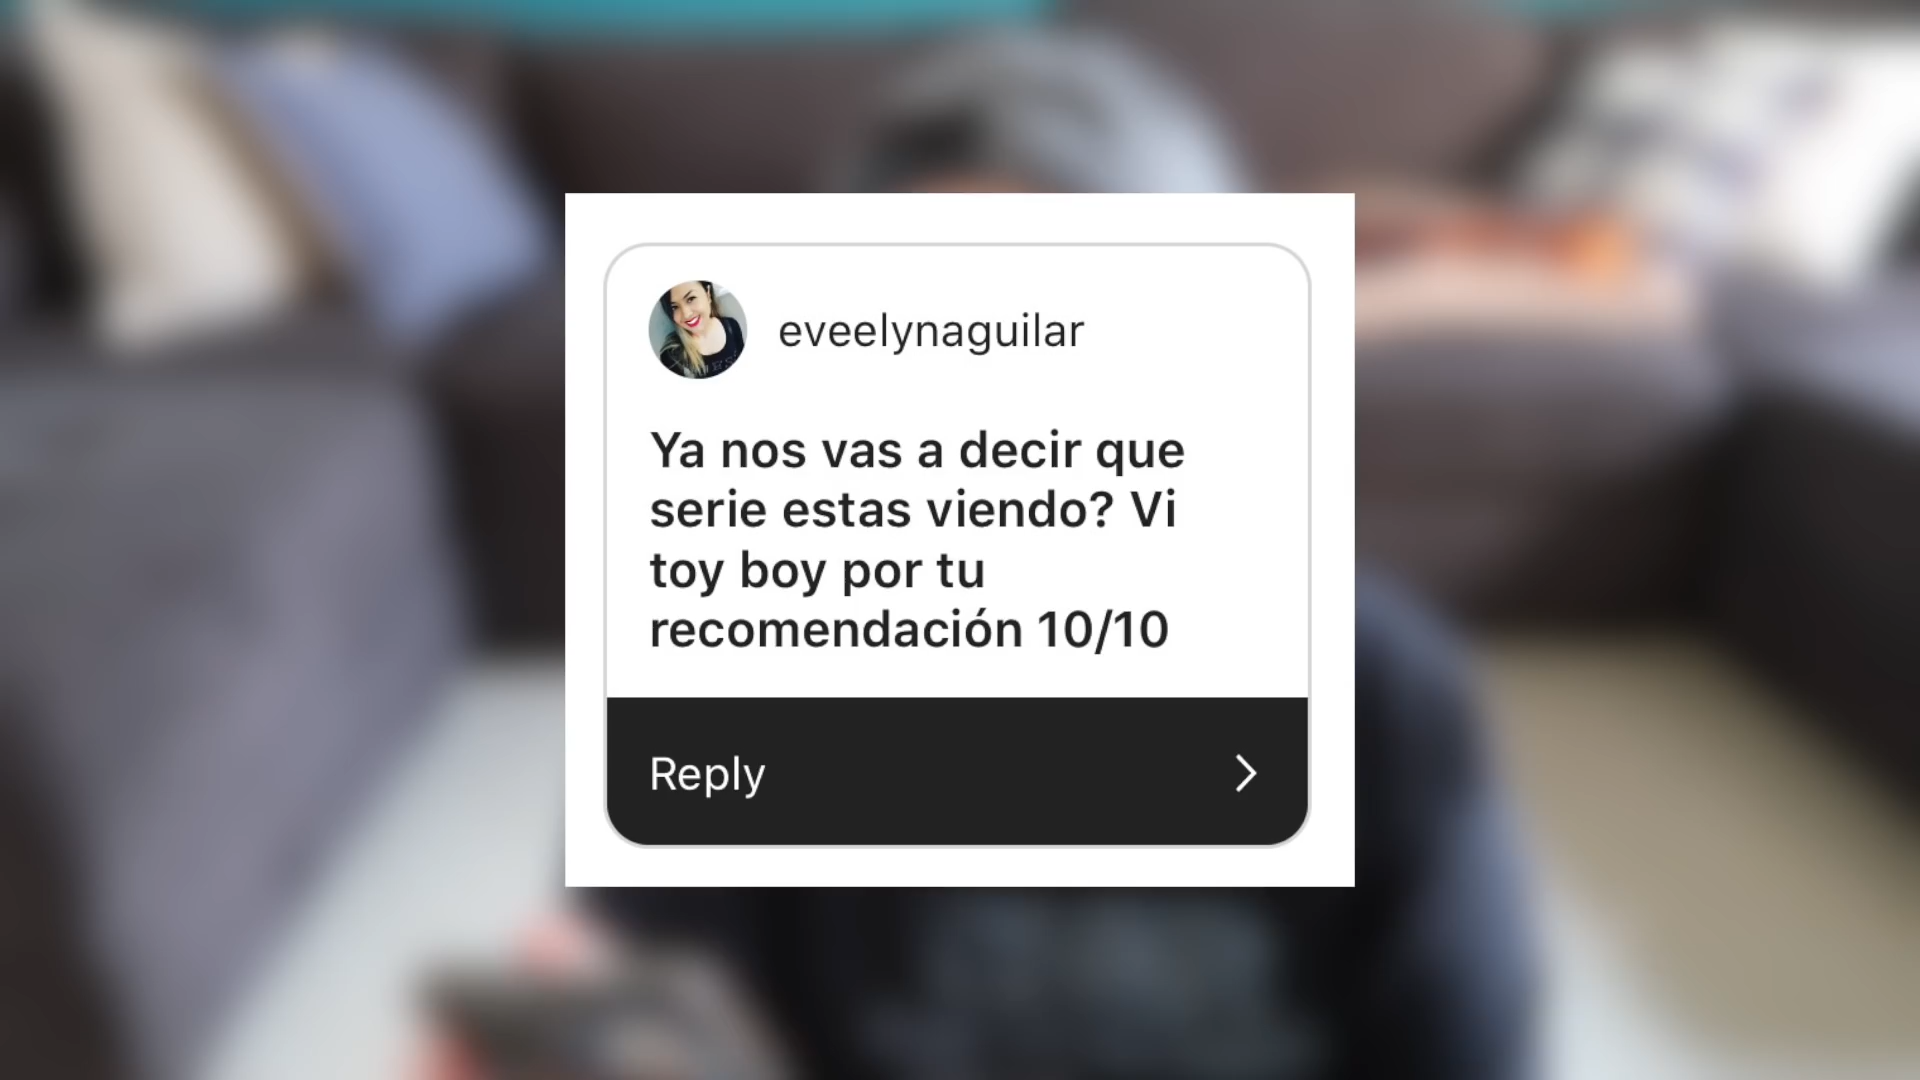 eveelynaguilar
Ya nos vas a decir que
serie estas viendo? Vi
toy boy por tu
recomendación 10/10
Reply